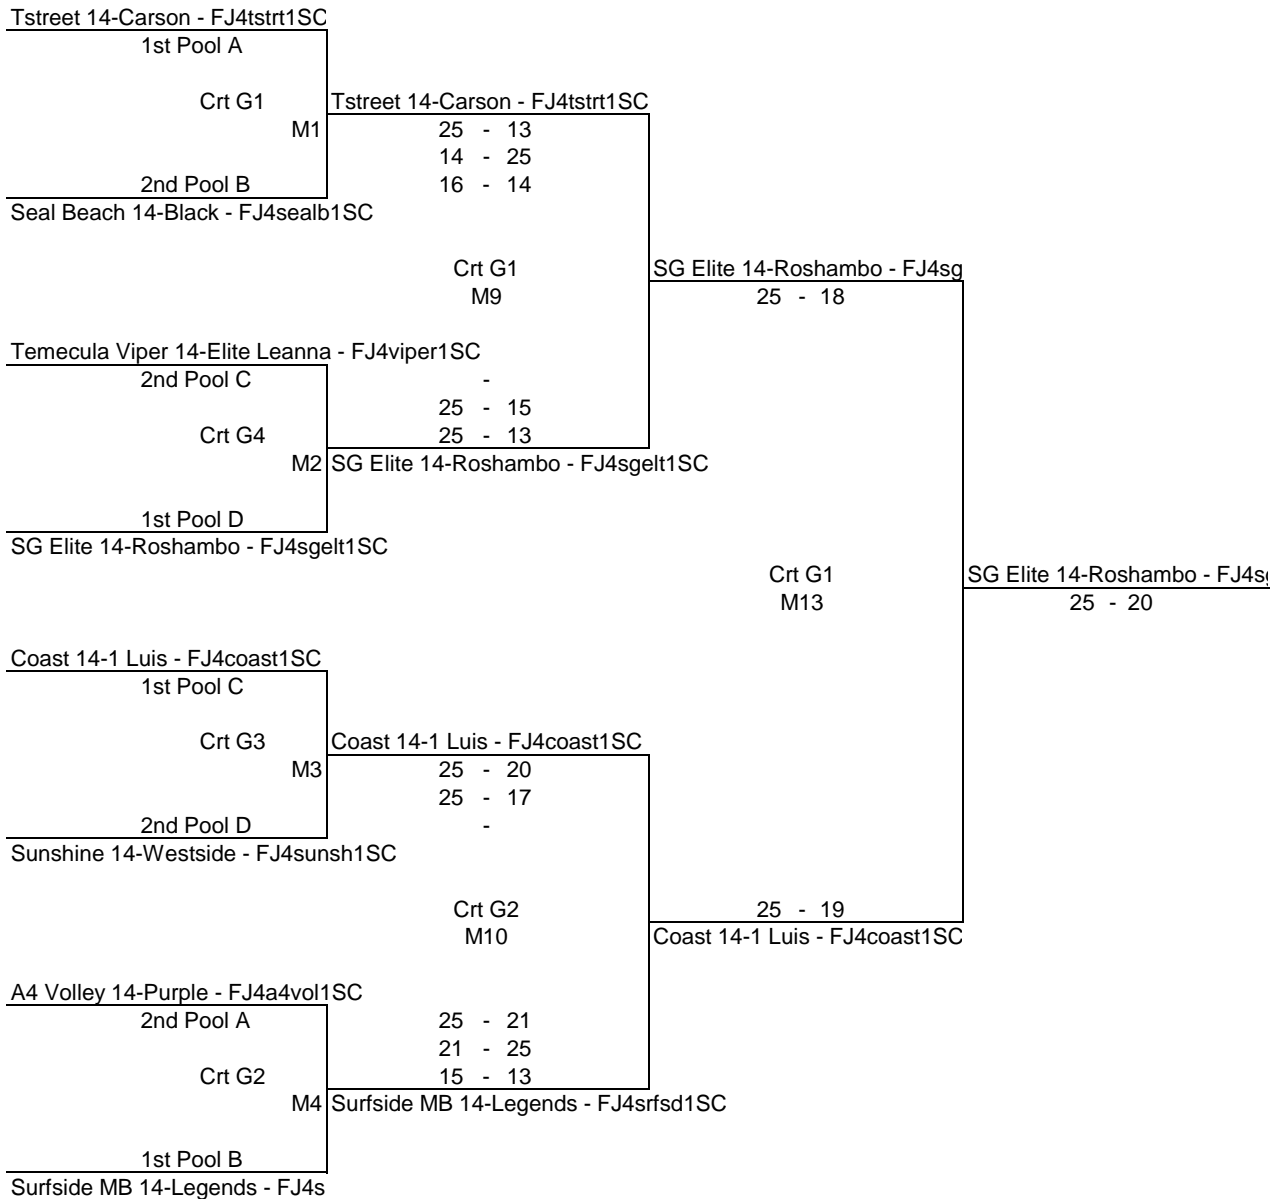 Tstreet 14-Carson - FJ4tstrt1SC
1st Pool A
Crt G1
Tstreet 14-Carson - FJ4tstrt1SC
M1
25 - 13
14 - 25
2nd Pool B
16 - 14
Seal Beach 14-Black - FJ4sealb1SC
Crt G1
SG Elite 14-Roshambo - FJ4sg
M9
25 - 18
Temecula Viper 14-Elite Leanna - FJ4viper1SC
2nd Pool C
-
25 - 15
Crt G4
25 - 13
M2
SG Elite 14-Roshambo - FJ4sgelt1SC
1st Pool D
SG Elite 14-Roshambo - FJ4sgelt1SC
Crt G1
SG Elite 14-Roshambo - FJ4s
M13
25 - 20
Coast 14-1 Luis - FJ4coast1SC
1st Pool C
Crt G3
Coast 14-1 Luis - FJ4coast1SC
M3
25 - 20
25 - 17
2nd Pool D
-
Sunshine 14-Westside - FJ4sunsh1SC
Crt G2
25 - 19
M10
Coast 14-1 Luis - FJ4coast1SC
A4 Volley 14-Purple - FJ4a4vol1SC
2nd Pool A
25 - 21
21 - 25
Crt G2
15 - 13
M4
Surfside MB 14-Legends - FJ4srfsd1SC
1st Pool B
Surfside MB 14-Legends - FJ4s